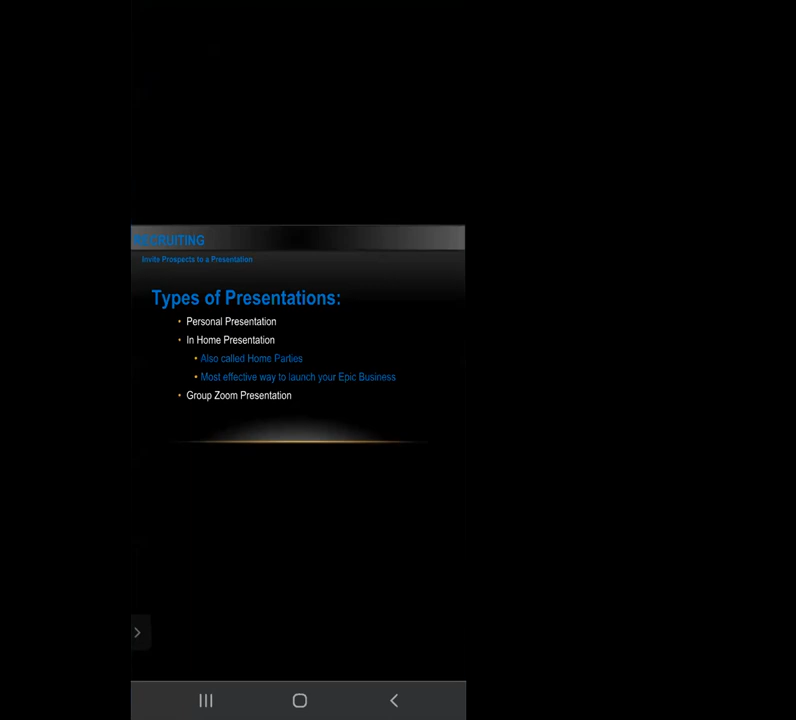 RECRUITING
Invite Prospects to a Presentation
Types of Presentations:
• Personal Presentation
• In Home Presentation
• Also called Home Parties
• Most effective way to launch your Epic Business
• Group Zoom Presentation